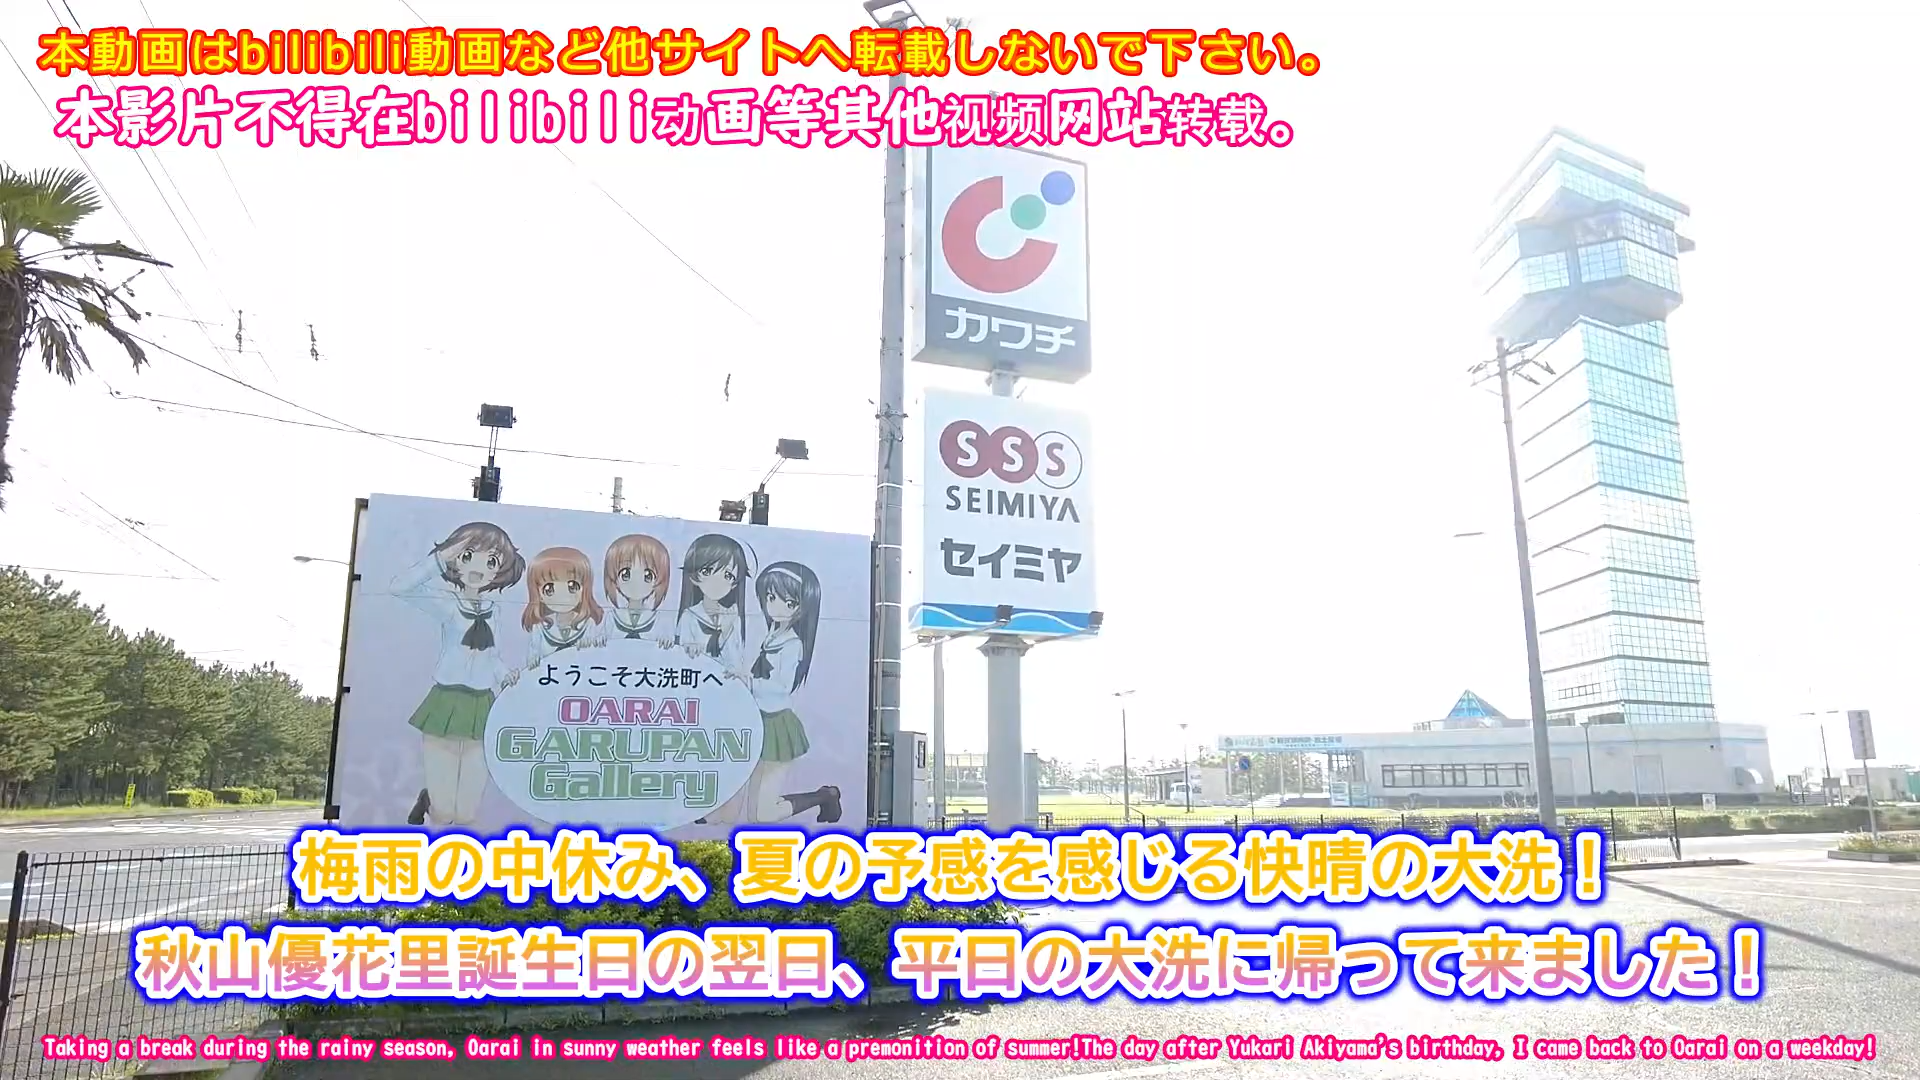 本動画はbilibili動画など他サイトへ転載しないで下さい。
本影片不得在bilibili动画等其他视频网站转载。
カワチ
SSS
SEIMIYA
セイミヤ
ようこそ大洗町へ
OARAI
GARUPAN
Gallery
梅雨の中休み、夏の予感を感じる快晴の大洗！
秋山優花里誕生日の翌日、平日の大洗に帰って来ました！
Taking a break during the rainy season, Oarai in sunny weather feels like a premonition of summer!The day after Yukari Akiyama's birthday, I came back to Oarai on a weekday!